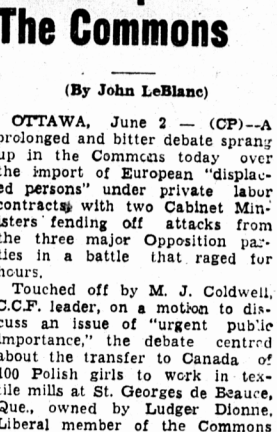 The Commons
(By John LeBlanc)
OTTAWA, June 2 — (CP)--A
prolonged and bitter debate sprang
up in the Commons today over
the import of European "displac-
ed persons" under private labor
contracts, with two Cabinet Min-
isters fending off attacks from
the three major Opposition par-
ties in a battle that raged for
hours.
Touched off by M. J. Coldwell,
C.C.F. leader, on a motion to dis-
cuss an issue of "urgent public
importance," the debate centred
about the transfer to Canada of
100 Polish girls to work in tex-
tile mills at St. Georges de Beauce,
Que., owned by Ludger Dionne,
Liberal member of the Commons